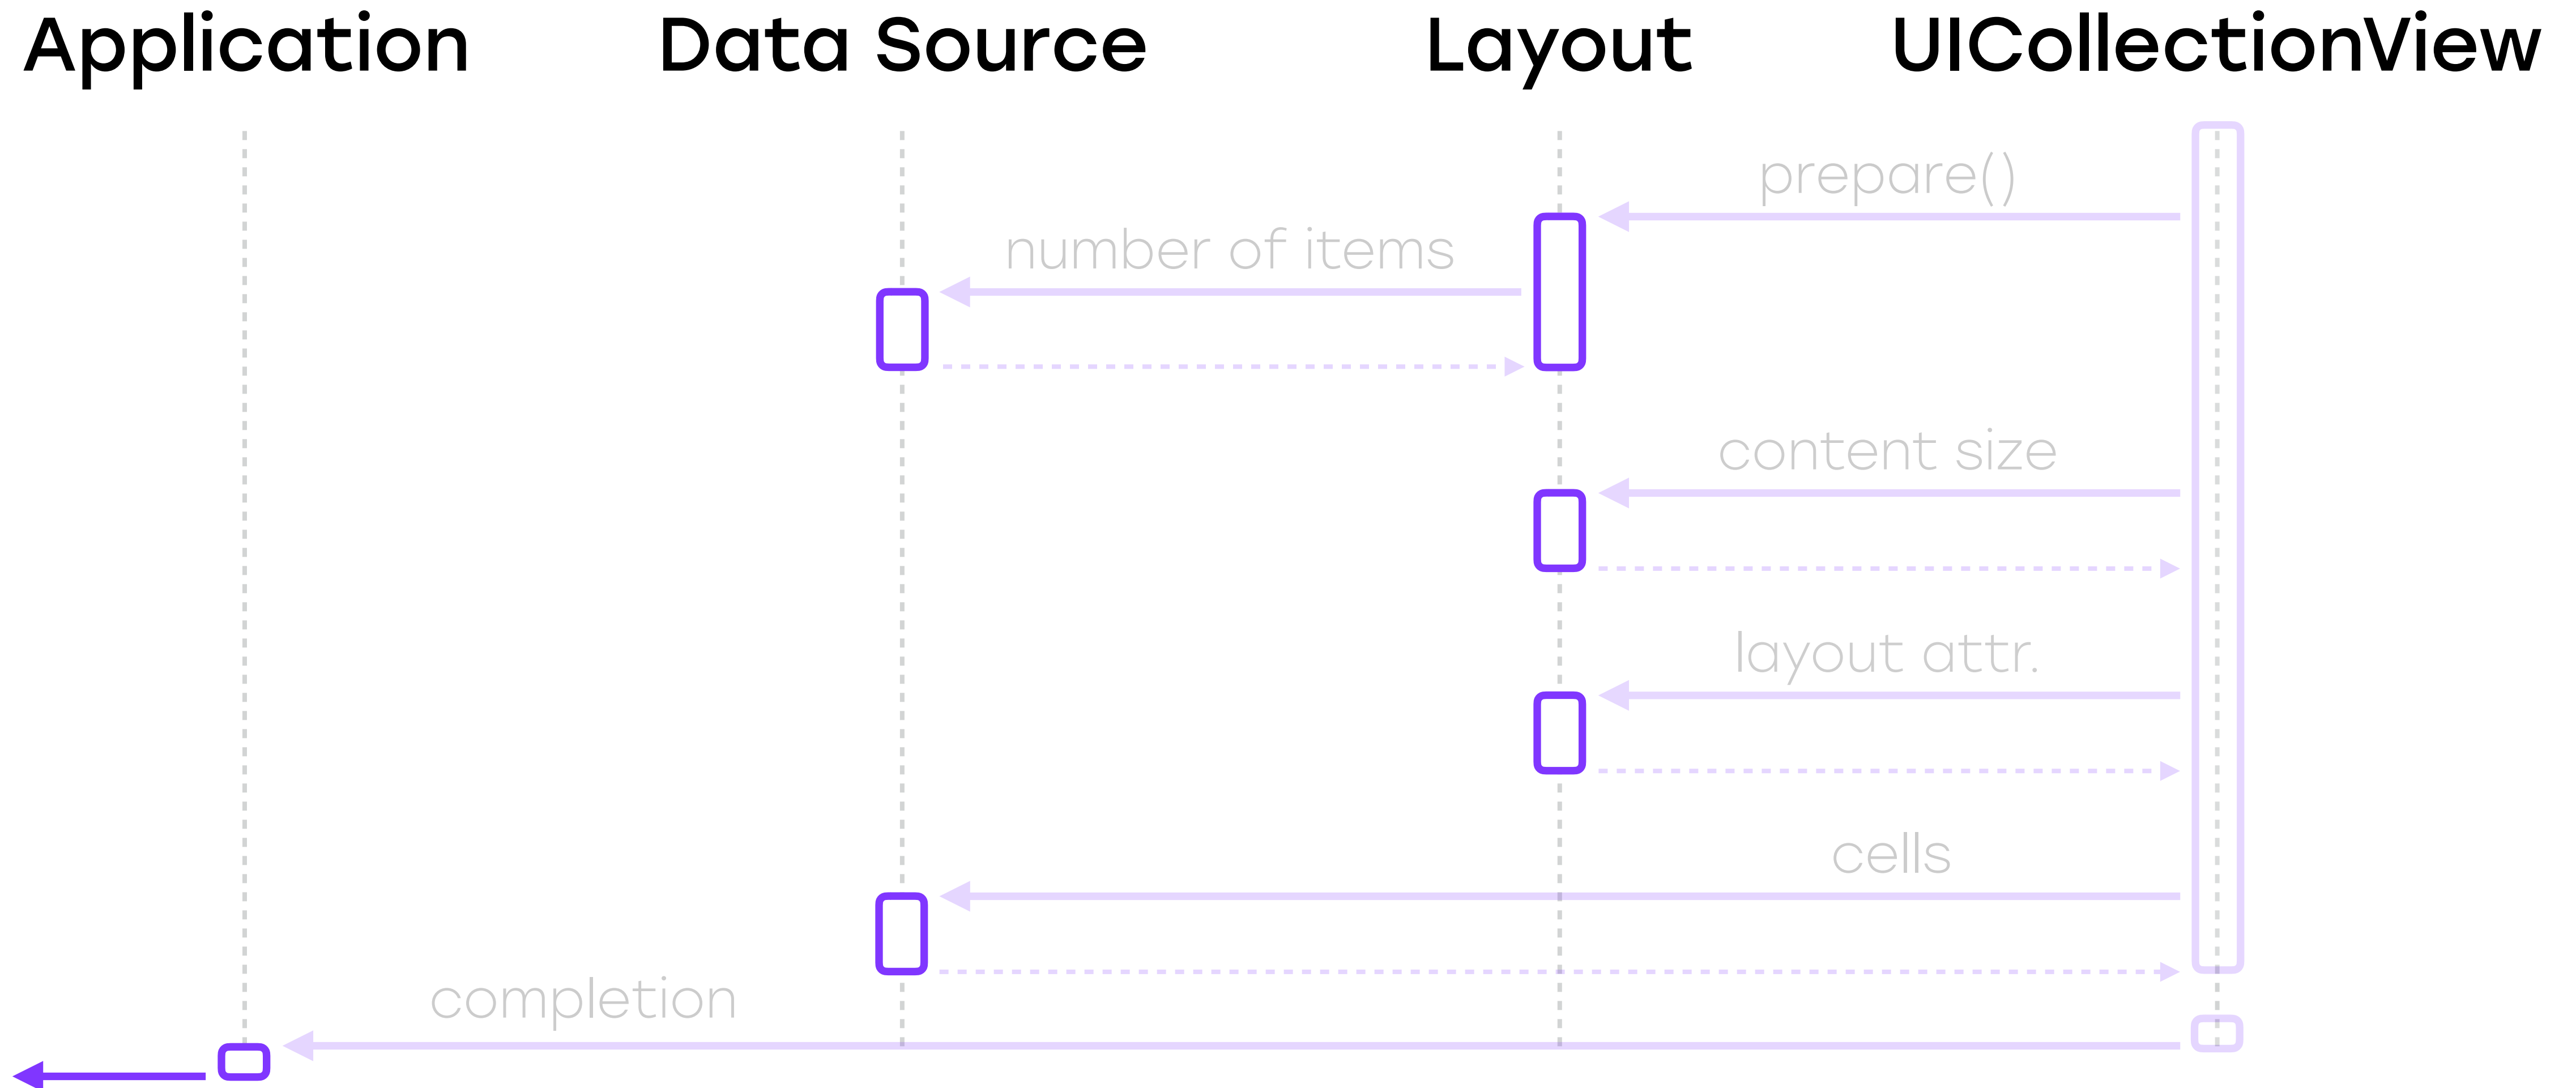 Application
Data Source
Layout
UICollectionView
prepare()
number of items
content size
layout attr.
cells
completion